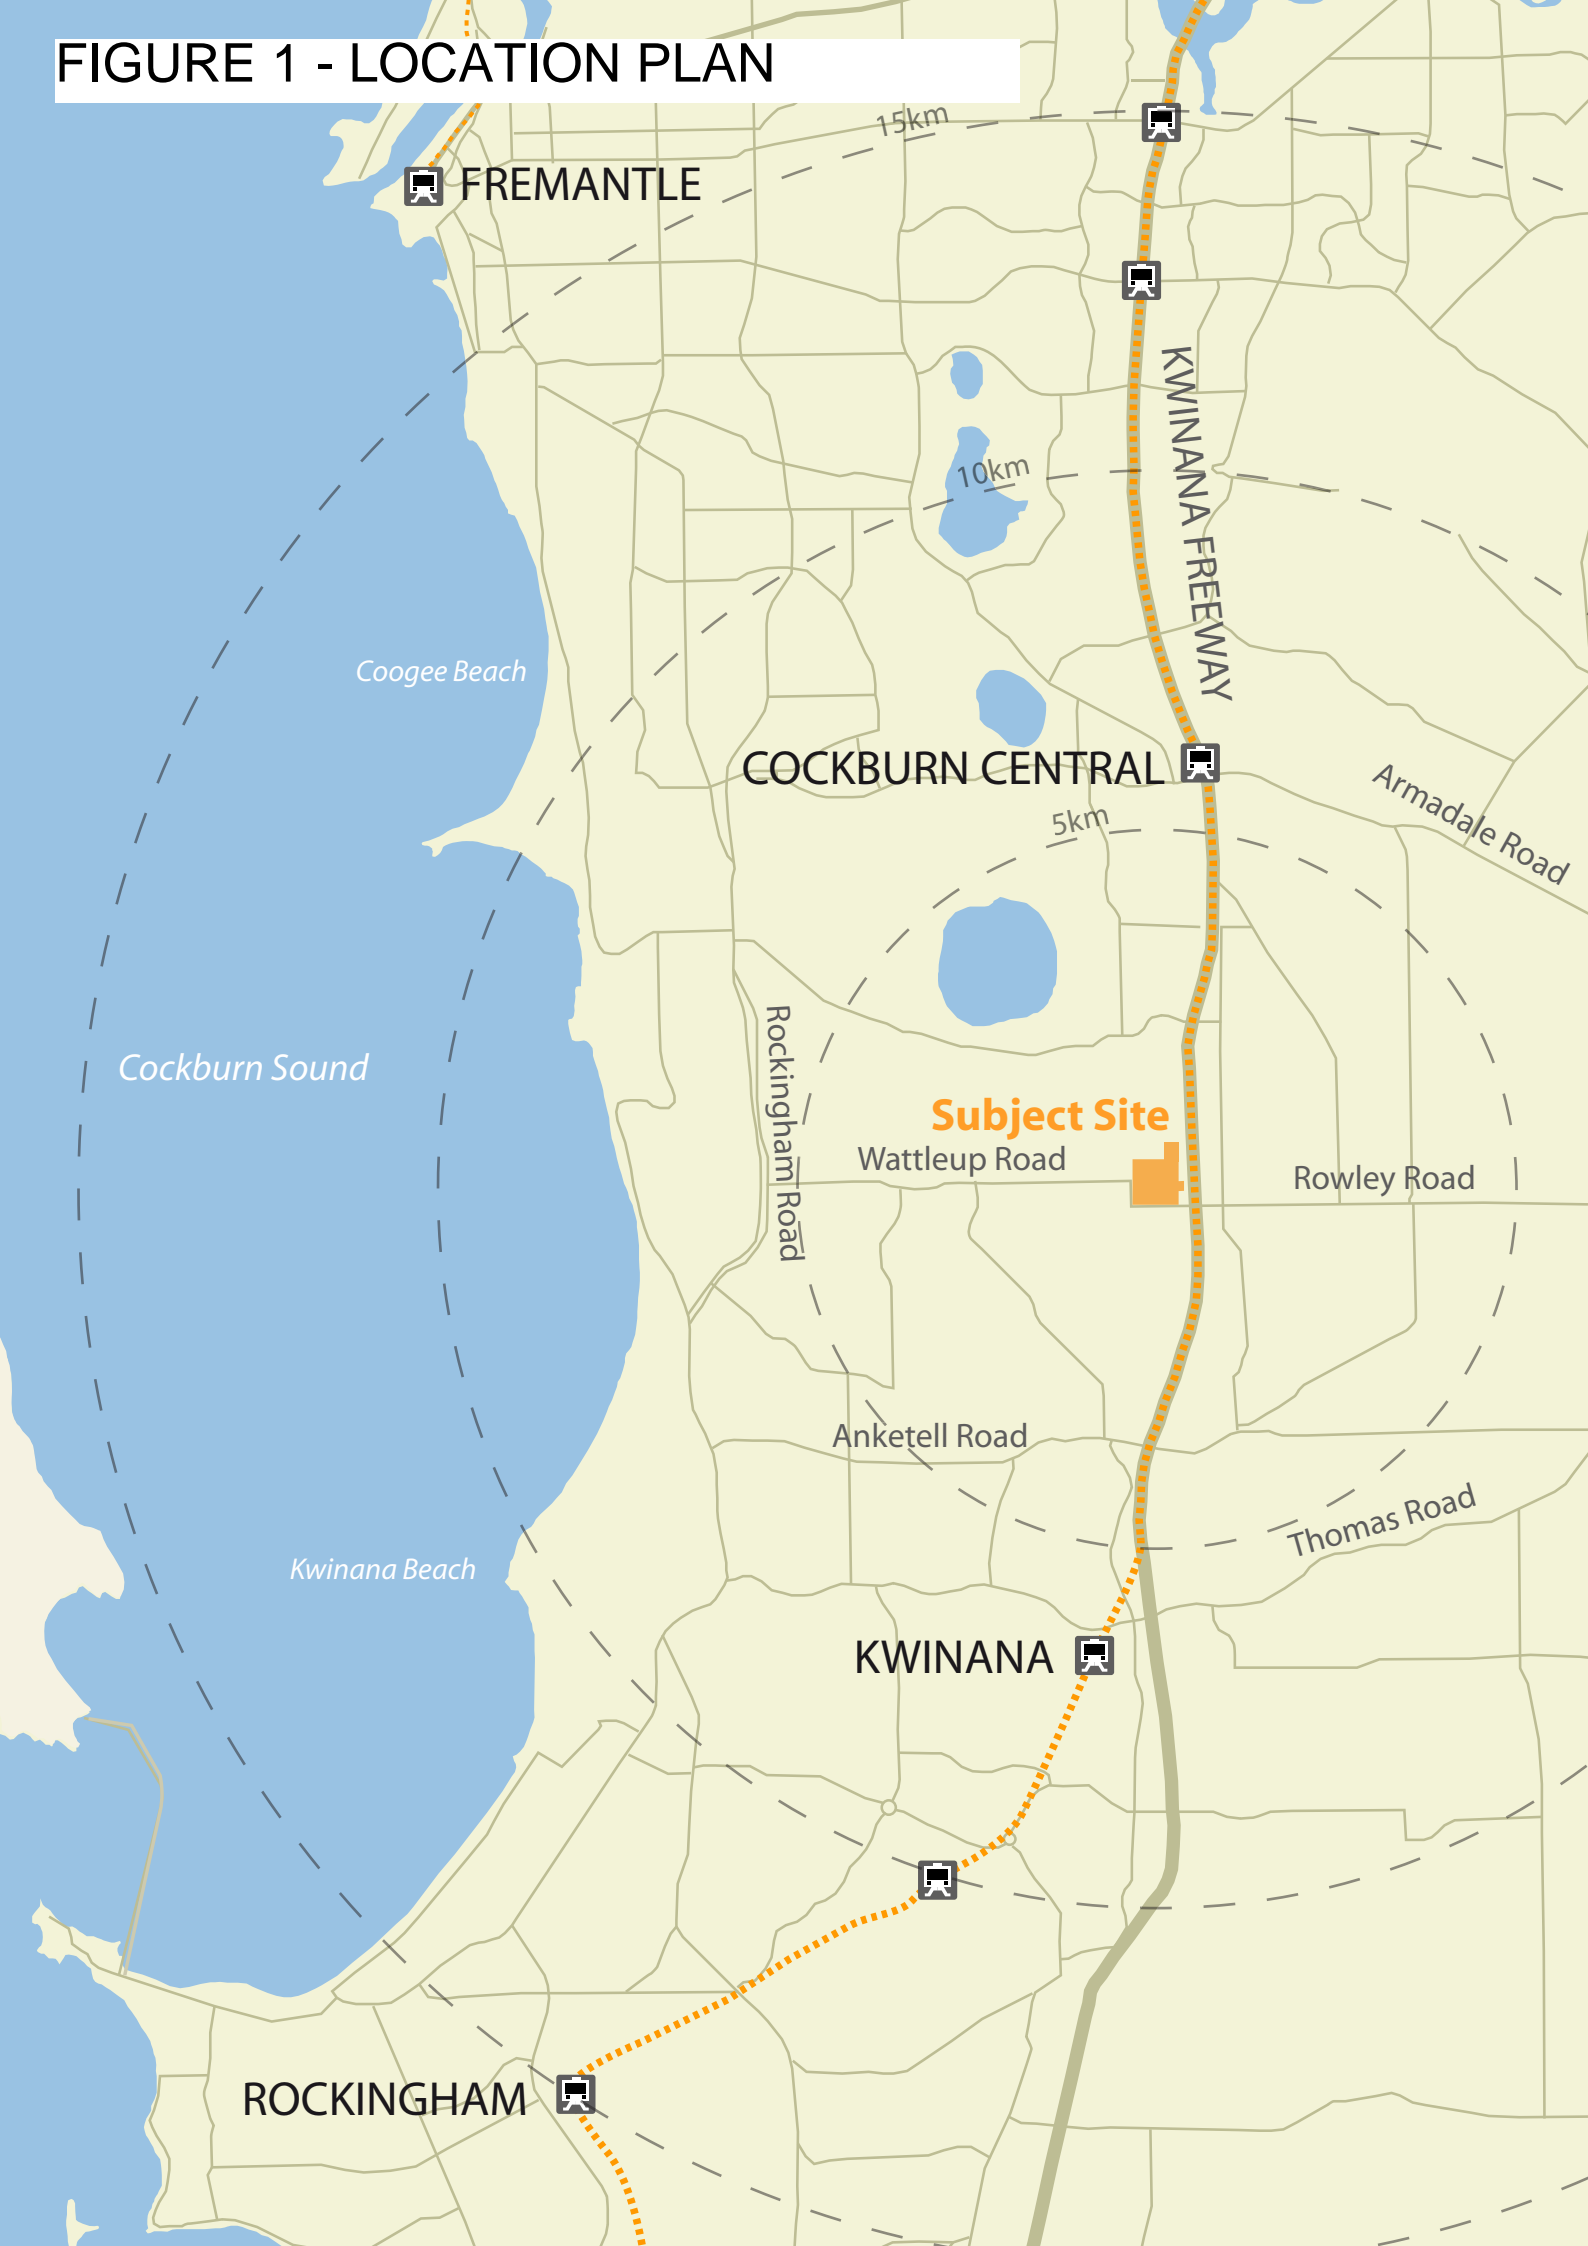 FIGURE 1 - LOCATION PLAN
15km
FREMANTLE
KWINANA FREEWAY
10km
Coogee Beach
COCKBURN CENTRAL
Armadale Road
5km
Rockingham Road
Cockburn Sound
Subject Site
Wattleup Road
Rowley Road
Anketell Road
Thomas Road
Kwinana Beach
KWINANA
ROCKINGHAM